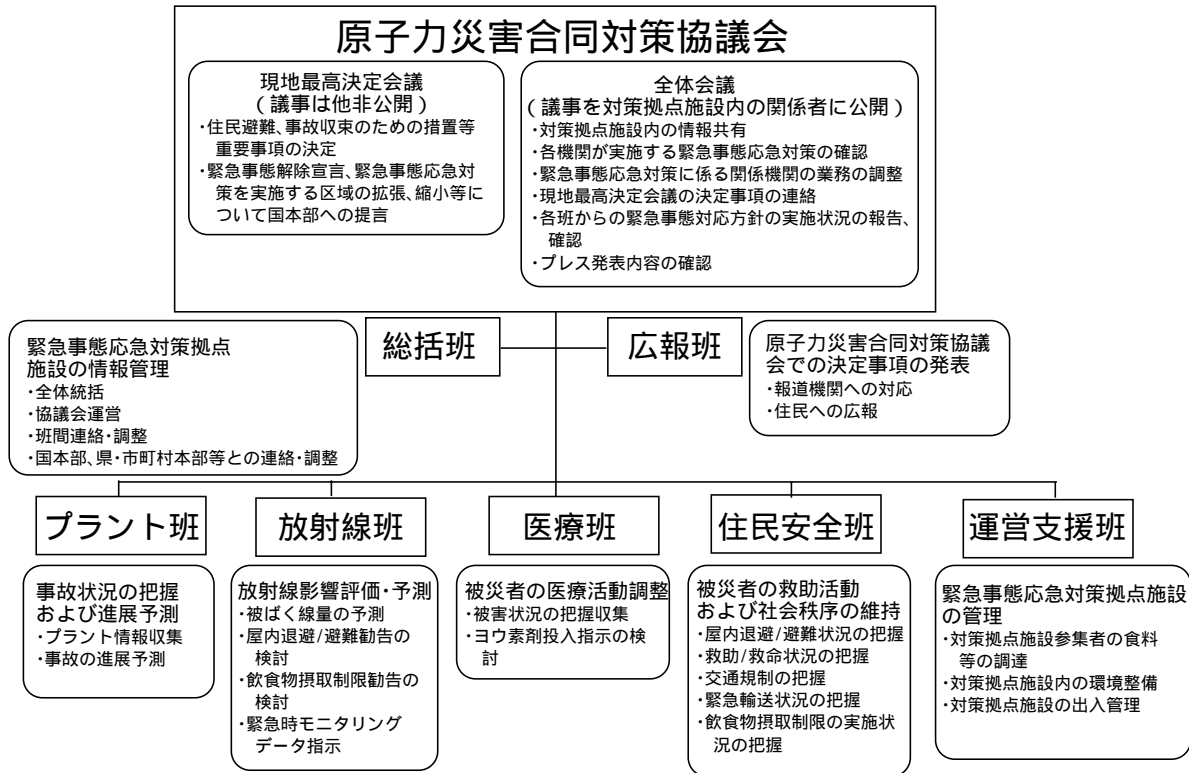 原子力災害合同対策協議会
現地最高決定会議
(議事は他非公開)
・住民避難、事故収束のための措置等
重要事項の決定
・緊急事態解除宣言、緊急事態応急対
策を実施する区域の拡張、縮小等に
ついて国本部への提言
全体会議
(議事を対策拠点施設内の関係者に公開)
・対策拠点施設内の情報共有
・各機関が実施する緊急事態応急対策の確認
・緊急事態応急対策に係る関係機関の業務の調整
・現地最高決定会議の決定事項の連絡
・各班からの緊急事態対応方針の実施状況の報告、
確認
・プレス発表内容の確認
緊急事態応急対策拠点
施設の情報管理
・全体統括
・協議会運営
・班間連絡・調整
・国本部、県・市町村本部等との連絡・調整
総括班
広報班
原子力災害合同対策協議
会での決定事項の発表
・報道機関への対応
・住民への広報
プラント班
事故状況の把握
および進展予測
・プラント情報収集
・事故の進展予測
放射線班
放射線影響評価・予測
・被ばく線量の予測
・屋内退避/避難勧告の
検討
・飲食物摂取制限勧告の
検討
・緊急時モニタリング
データ指示
医療班
被災者の医療活動調整
・被害状況の把握収集
・ヨウ素剤投入指示の検
討
住民安全班
被災者の救助活動
および社会秩序の維持
・屋内退避/避難状況の把握
・救助/救命状況の把握
・交通規制の把握
・緊急輸送状況の把握
・飲食物摂取制限の実施状
況の把握
運営支援班
緊急事態応急対策拠点施設
の管理
・対策拠点施設参集者の食料
等の調達
・対策拠点施設内の環境整備
・対策拠点施設の出入管理